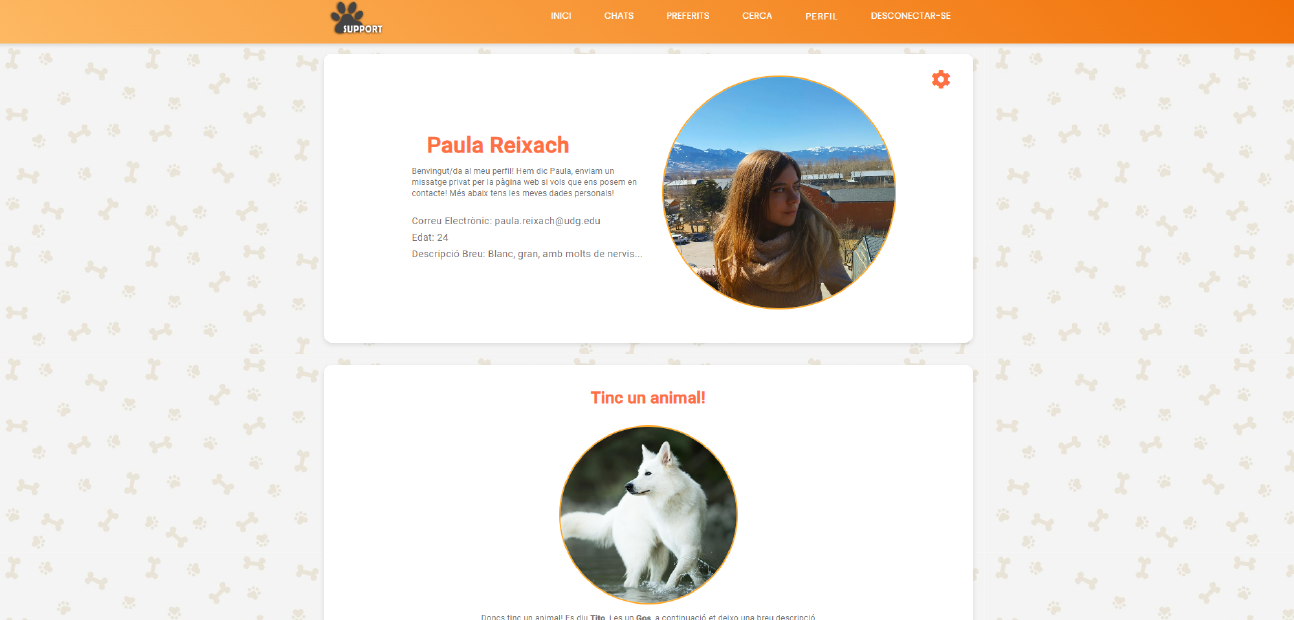 SUPPORT
INICI CHATS PREFERITS CERCA PERFIL DESCONECTAR-SE
Paula Reixach
Benvingut/da al meu perfil! Hem dic Paula, enviam un
missatge privat per la pàgina web si vols que ens posem en
contacte! Més abaix tens les meves dades personals!
Correu Electrònic: paula.reixach@udg.edu
Edat: 24
Descripció Breu: Blanc, gran, amb molts de nervis...
Tinc un animal!
Doncs tinc un animal! Es diu Tito. I es un Gos, a continuació et deixo una breu descripció